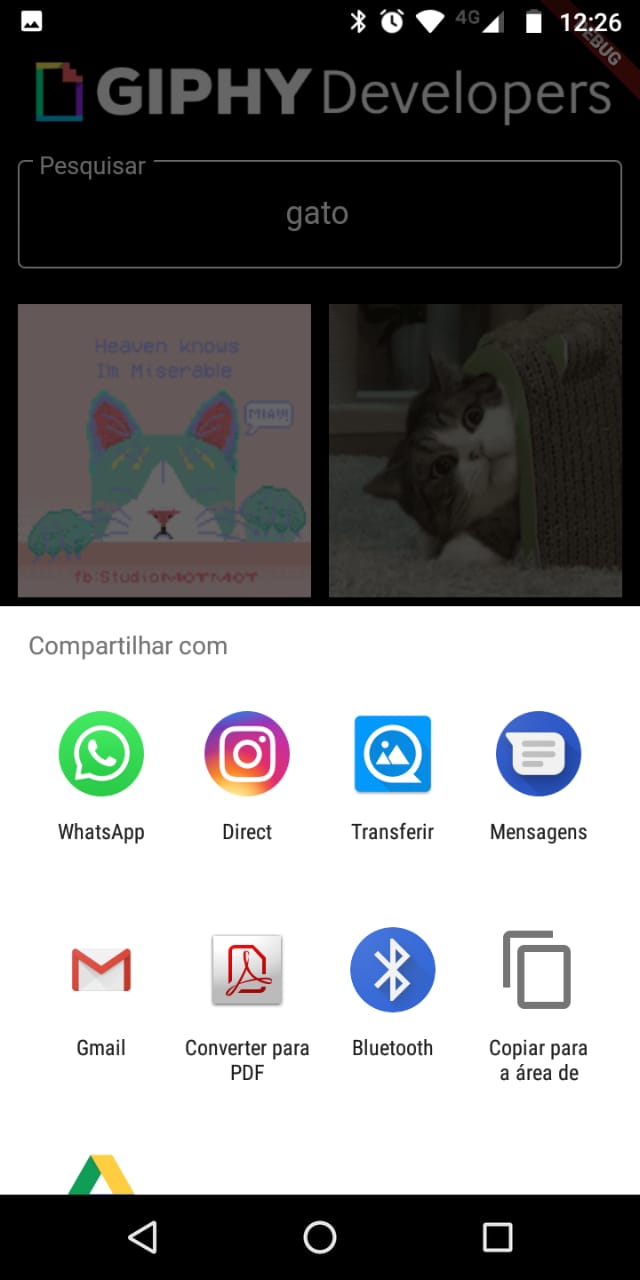 4G 12:26
DEBUG
GIPHY Developers
Pesquisar
gato
Heaven knows
I'm Miserable
MIAU!
fb:StudioMOTMOT
Compartilhar com
WhatsApp
Direct
Transferir
Mensagens
Gmail
Converter para
PDF
Bluetooth
Copiar para
a área de